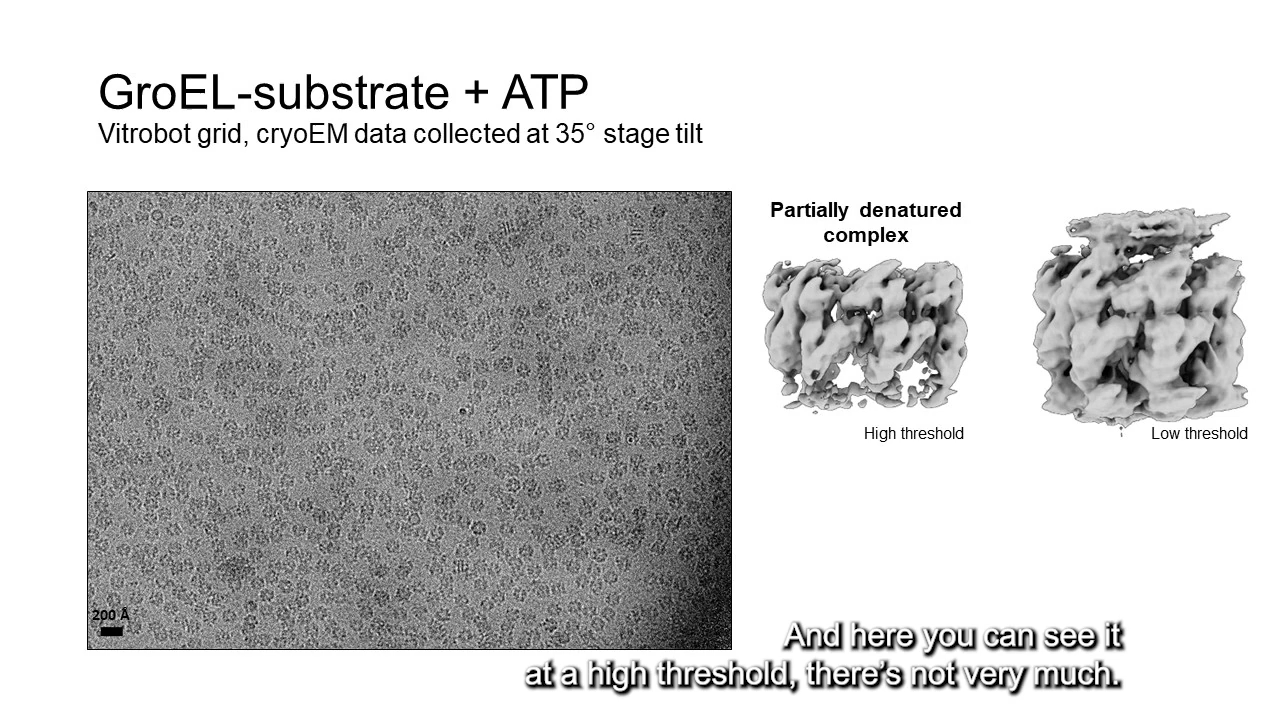 GroEL-substrate + ATP
Vitrobot grid, cryoEM data collected at 35° stage tilt
Partially denatured
complex
High threshold
Low threshold
200 Å
And here you can see it
at a high threshold, there's not very much.